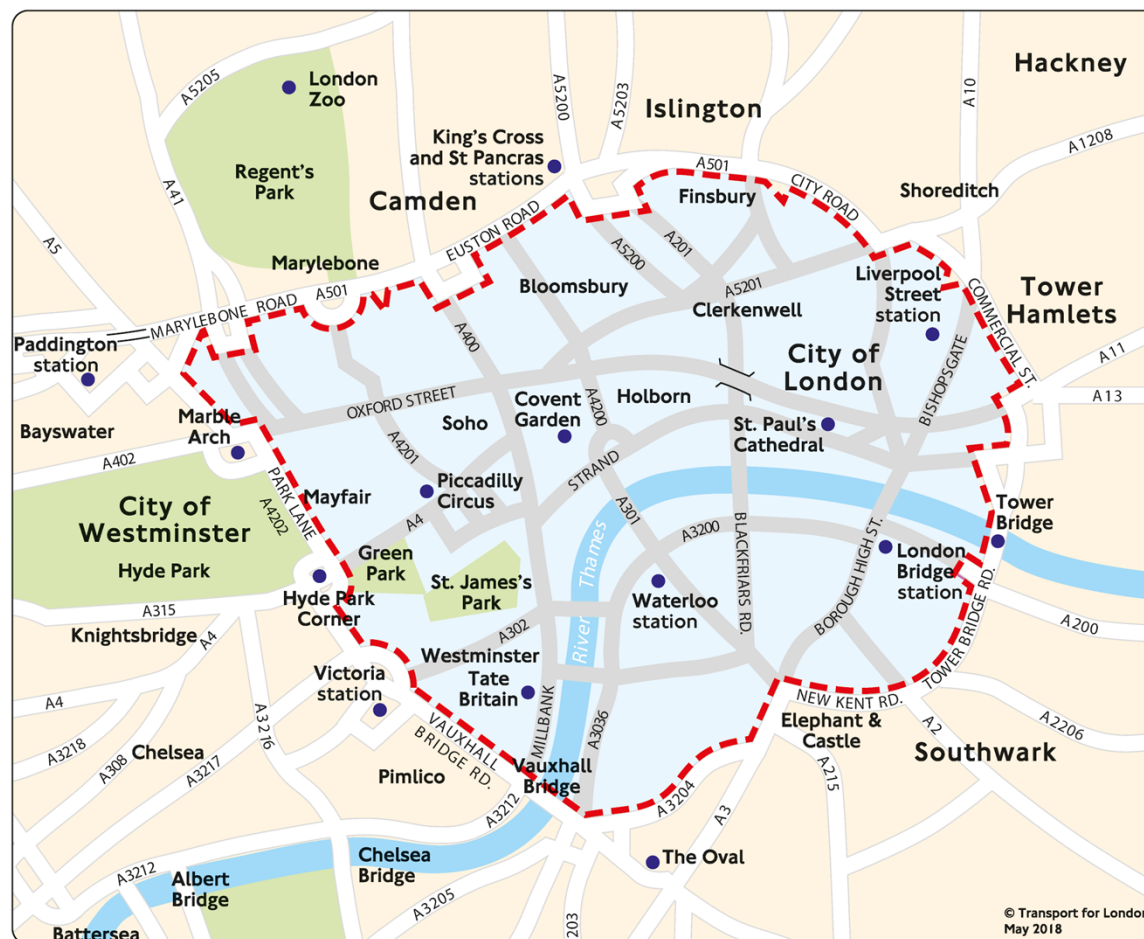 Hackney
A5205
London
Zoo
A5200
A5203
Islington
A10
A1208
King's Cross
and St Pancras
stations
A501
Regent's
Park
A41
Camden
Finsbury
CITY ROAD
Shoreditch
A5
EUSTON ROAD
A5200
A201
Marylebone
MARYLEBONE ROAD
A501
Bloomsbury
A5201
Clerkenwell
Liverpool
Street
station
COMMERCIAL ST.
Tower
Hamlets
Paddington
station
A400
City of
London
BISHOPSGATE
A11
A13
OXFORD STREET
Covent
Garden
A4200
Holborn
Bayswater
Marble
Arch
Soho
St. Paul's
Cathedral
A402
PARK LANE
A4202
A4201
STRAND
Mayfair
Piccadilly
Circus
City of
Westminster
Hyde Park
A4
A301
A3200
BLACKFRIARS RD.
BOROUGH HIGH ST.
Tower
Bridge
Green
Park
River Thames
London
Bridge
station
St. James's
Park
Hyde Park
Corner
Waterloo
station
A315
Knightsbridge
A4
A302
TOWER BRIDGE RD.
A200
Westminster
Tate
Britain
Victoria
station
MILLBANK
A3036
A4
A3216
VAUXHALL
BRIDGE RD.
NEW KENT RD.
Elephant &
Castle
A2
A2206
A3218
A308
A3217
Chelsea
Pimlico
Vauxhall
Bridge
A3212
A3204
A3
A215
Southwark
Chelsea
Bridge
The Oval
A3212
Albert
Bridge
A3205
203
Battersea
© Transport for London
May 2018